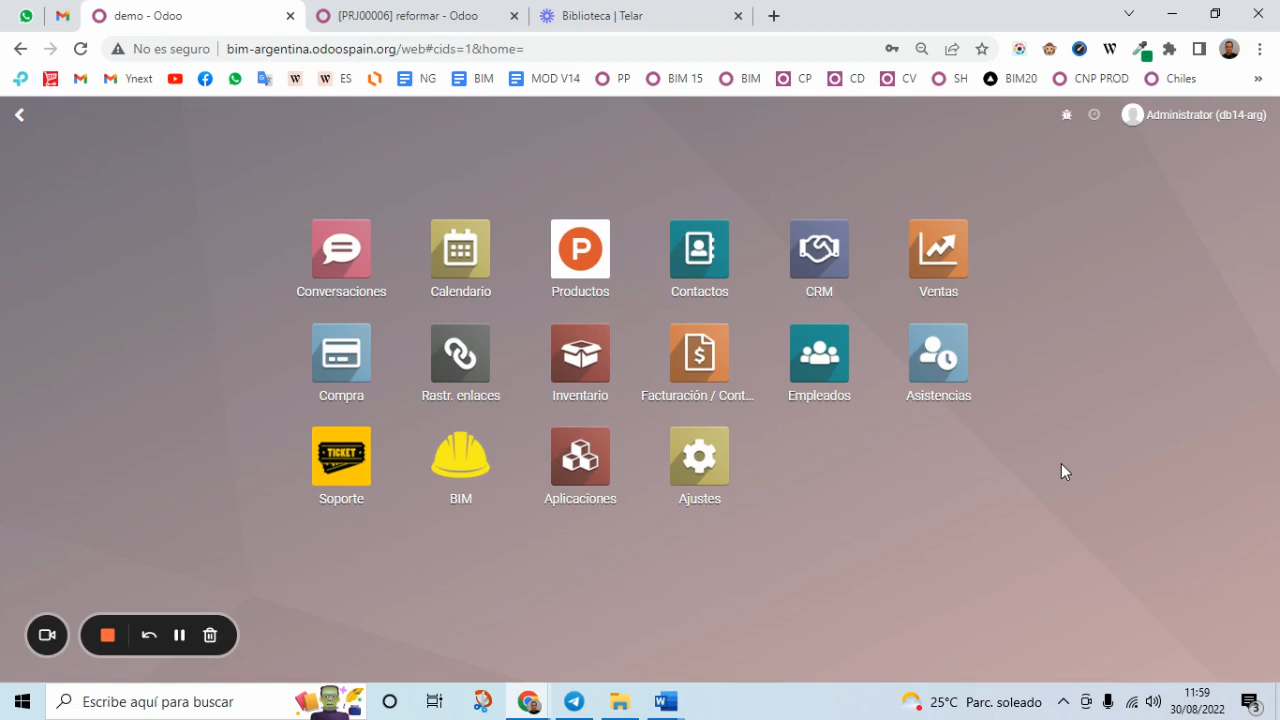 demo - Odoo
[PRJ00006] reformar - Odoo
Biblioteca | Telar
No es seguro
bim-argentina.odoospain.org/web#cids=1&home=
Ynext
ES
NG
BIM
MOD V14
PP
BIM 15
BIM
CP
CD
CV
SH
BIM20
CNP PROD
Chiles
»
Administrator (db14-arg)
Conversaciones
Calendario
P
Productos
Contactos
CRM
Ventas
Compra
Rastr. enlaces
Inventario
$
Facturación / Cont...
Empleados
Asistencias
TICKET
Soporte
BIM
Aplicaciones
Ajustes
Escribe aquí para buscar
25°C Parc. soleado
11:59
30/08/2022
3